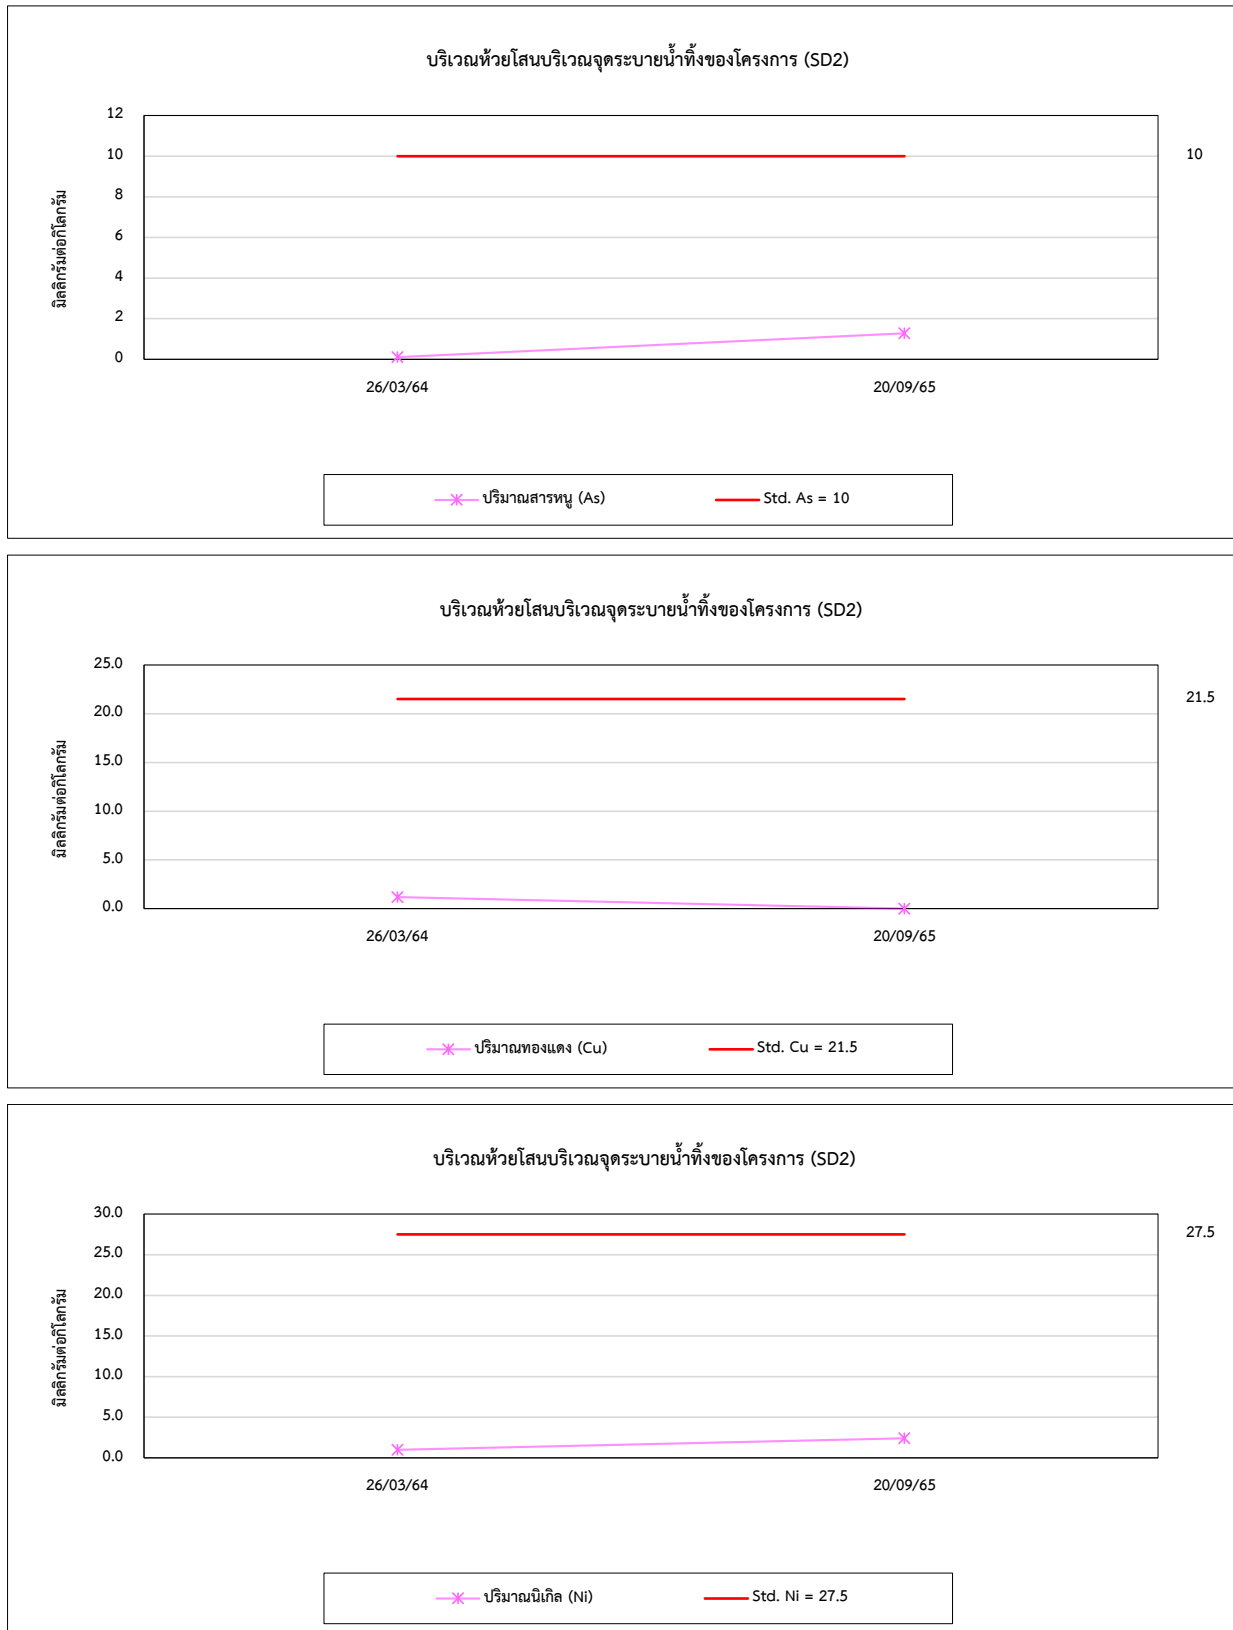 บริเวณห้วยโสนบริเวณจุดระบายน้ำทิ้งของโครงการ (SD2)
มิลลิกรัมต่อกิโลกรัม
12
10
8
6
4
2
0
10
26/03/64
20/09/65
ปริมาณสารหนู (As)
Std. As = 10
บริเวณห้วยโสนบริเวณจุดระบายน้ำทิ้งของโครงการ (SD2)
มิลลิกรัมต่อกิโลกรัม
25.0
20.0
15.0
10.0
5.0
0.0
21.5
26/03/64
20/09/65
ปริมาณทองแดง (Cu)
Std. Cu = 21.5
บริเวณห้วยโสนบริเวณจุดระบายน้ำทิ้งของโครงการ (SD2)
มิลลิกรัมต่อกิโลกรัม
30.0
25.0
20.0
15.0
10.0
5.0
0.0
27.5
26/03/64
20/09/65
ปริมาณนิเกิล (Ni)
Std. Ni = 27.5